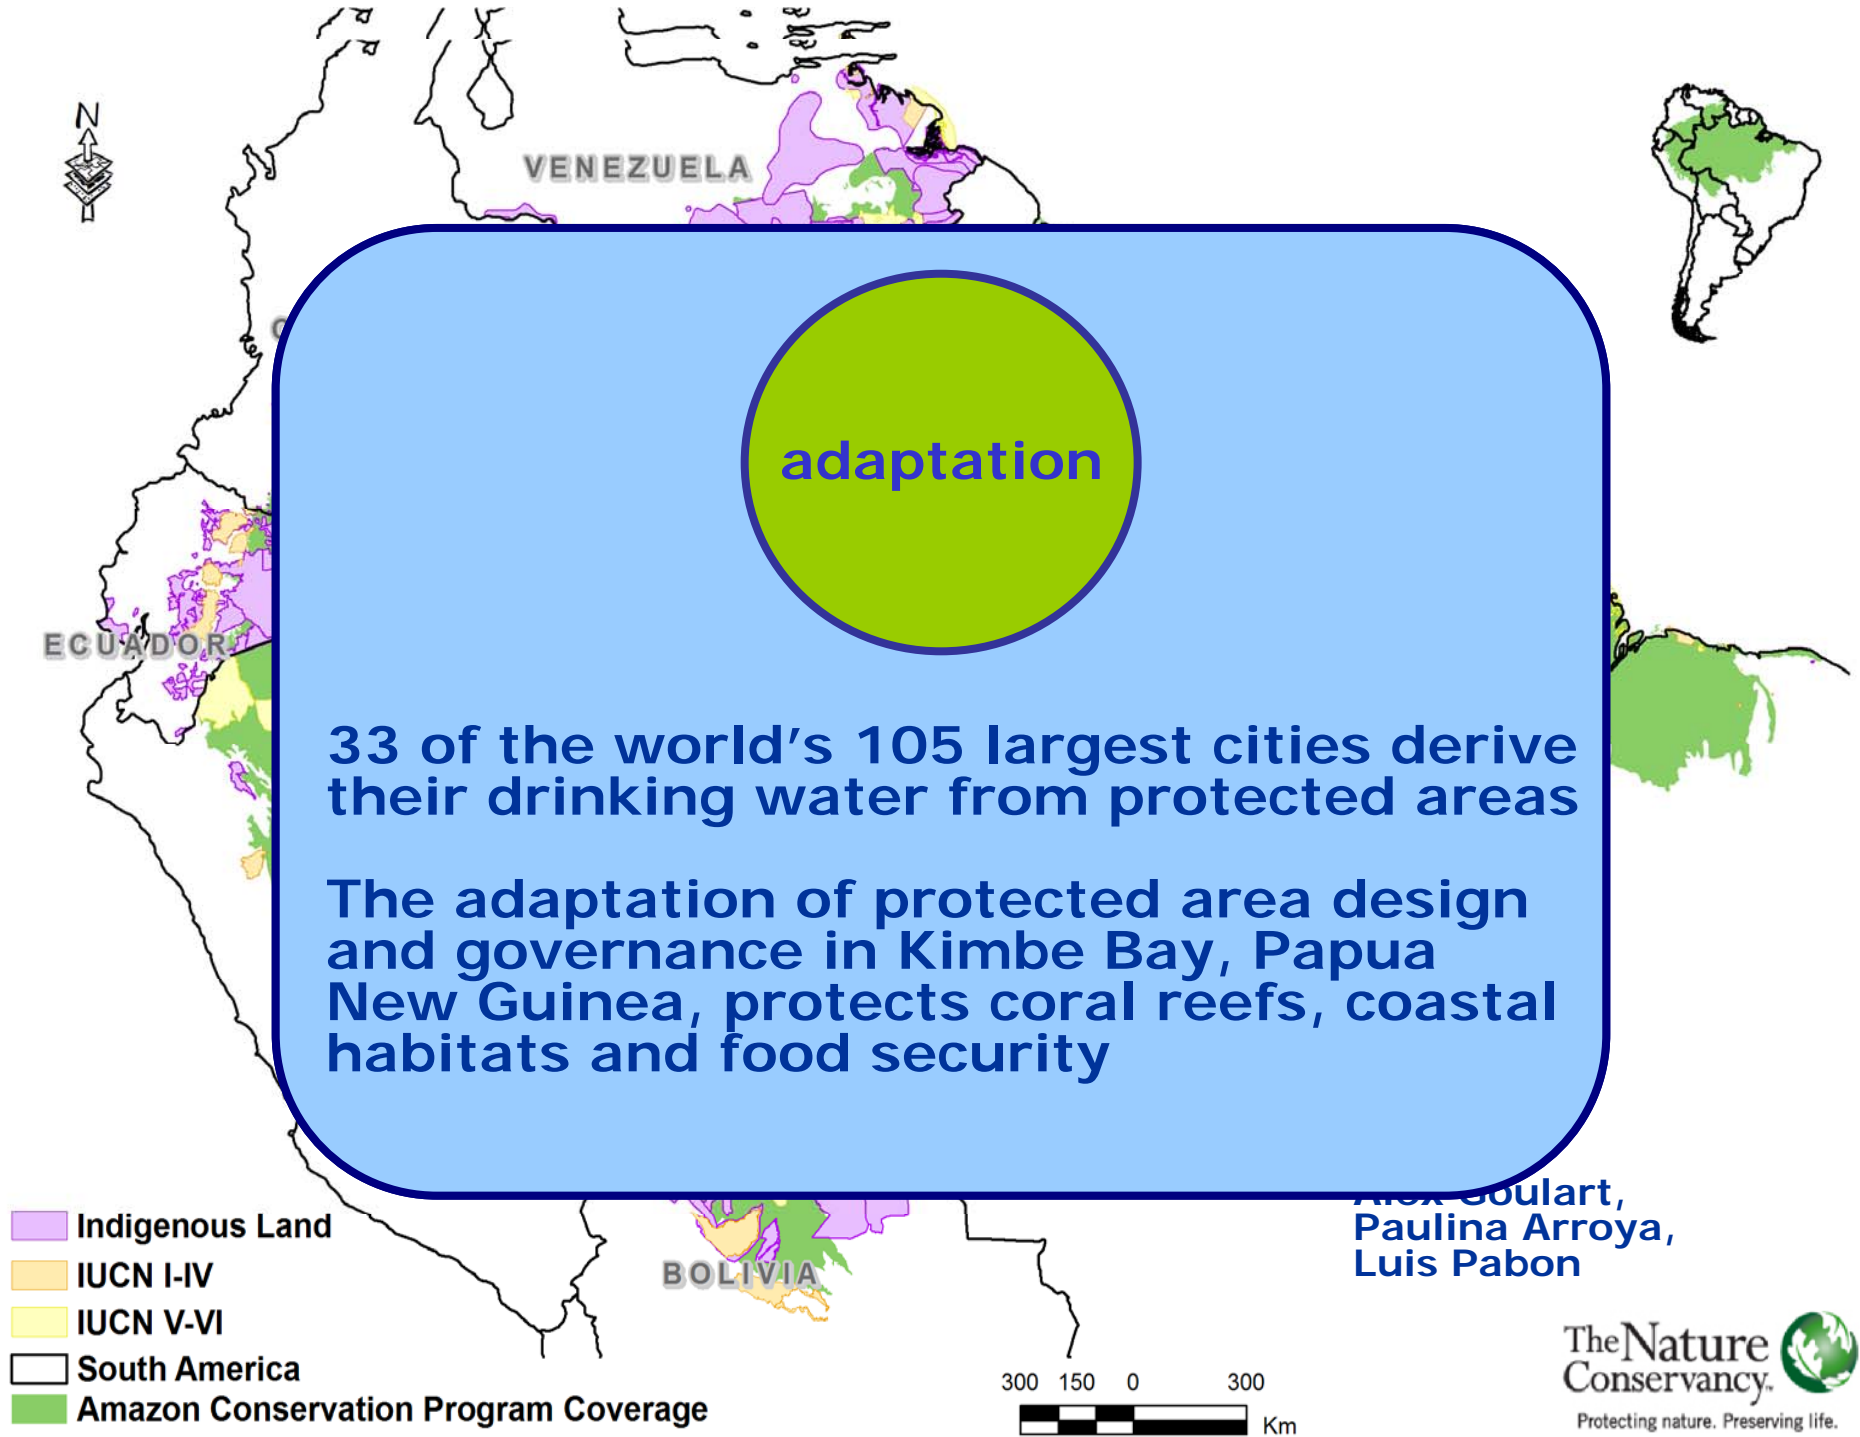 N
VENEZUELA
adaptation
ECUADOR
33 of the world's 105 largest cities derive
their drinking water from protected areas
The adaptation of protected area design
and governance in Kimbe Bay, Papua
New Guinea, protects coral reefs, coastal
habitats and food security
Alex Goulart,
Paulina Arroya,
Luis Pabon
BOLIVIA
Indigenous Land
IUCN I-IV
IUCN V-VI
South America
Amazon Conservation Program Coverage
300 150 0 300
Km
The Nature
Conservancy
Protecting nature. Preserving life.